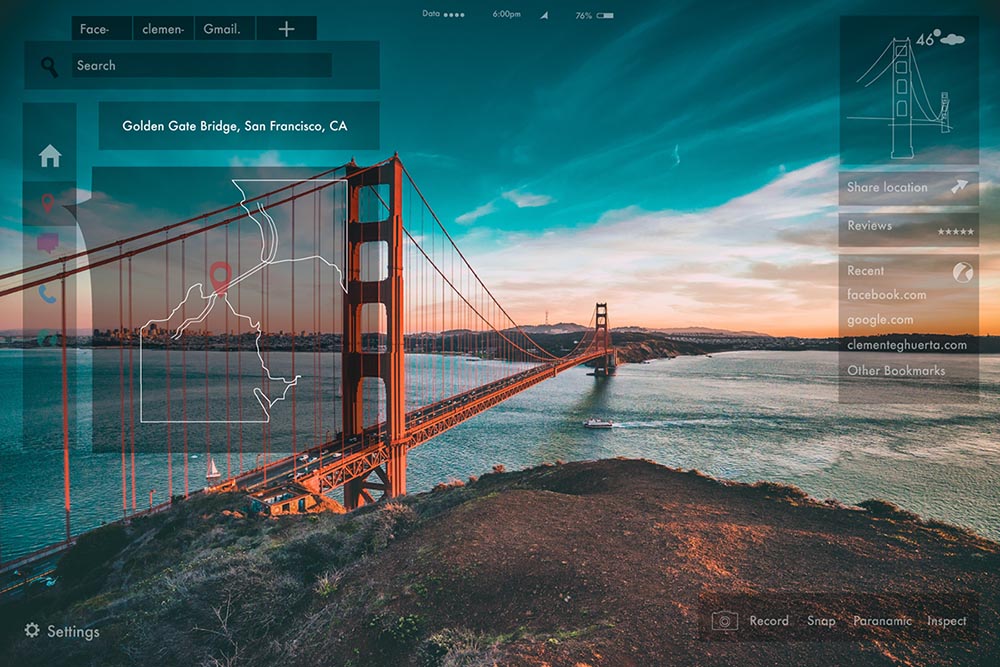 Data
6:00pm
76%
Face-
clemen-
Gmail.
Search
Golden Gate Bridge, San Francisco, CA
46°
Share location
Reviews
Recent
facebook.com
google.com
clementeghuerta.com
Other Bookmarks
Settings
Record
Snap
Paranamic
Inspect